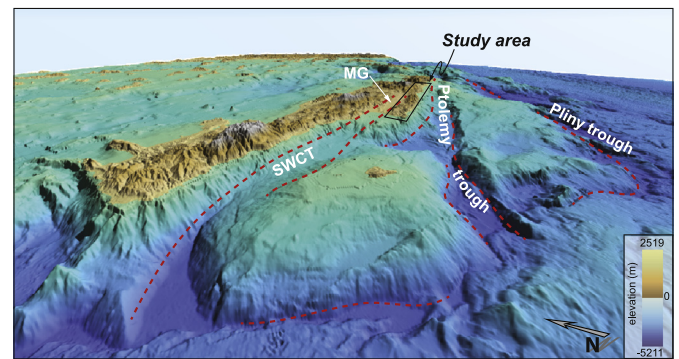 Study area
MG
Ptolemy
trough
Pliny trough
SWCT
2519
0
-5211
elevation (m)
N